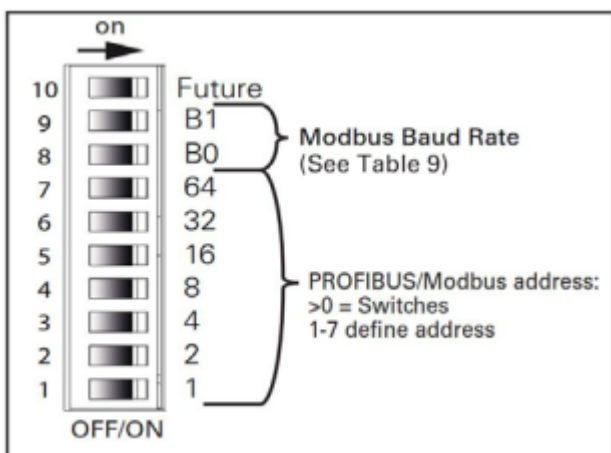 on
10 Future
9 B1
8 B0
Modbus Baud Rate
(See Table 9)
7 64
6 32
5 16
4 8
3 4
2 2
1 1
PROFIBUS/Modbus address:
>0 = Switches
1-7 define address
OFF/ON